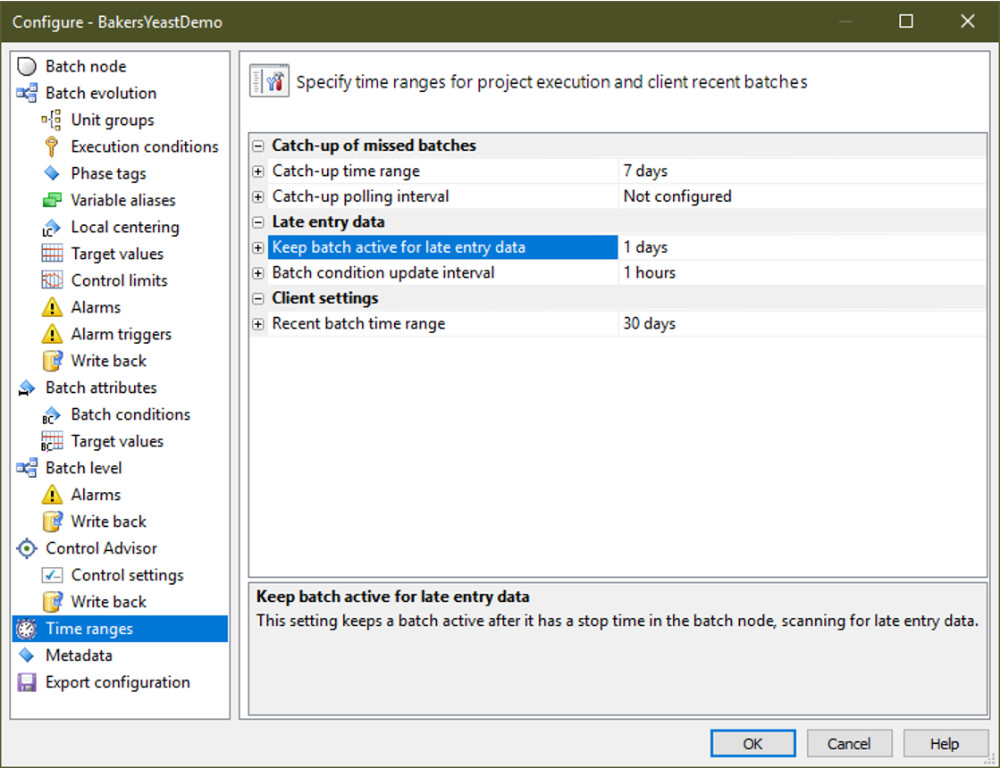 Configure - BakersYeastDemo
Batch node
Batch evolution
Unit groups
Execution conditions
Phase tags
Variable aliases
LC Local centering
Target values
Control limits
Alarms
Alarm triggers
Write back
Batch attributes
BC Batch conditions
BC Target values
Batch level
Alarms
Write back
Control Advisor
Control settings
Write back
Time ranges
Metadata
Export configuration
Specify time ranges for project execution and client recent batches
Catch-up of missed batches
Catch-up time range 7 days
Catch-up polling interval Not configured
Late entry data
Keep batch active for late entry data 1 days
Batch condition update interval 1 hours
Client settings
Recent batch time range 30 days
Keep batch active for late entry data
This setting keeps a batch active after it has a stop time in the batch node, scanning for late entry data.
OK Cancel Help